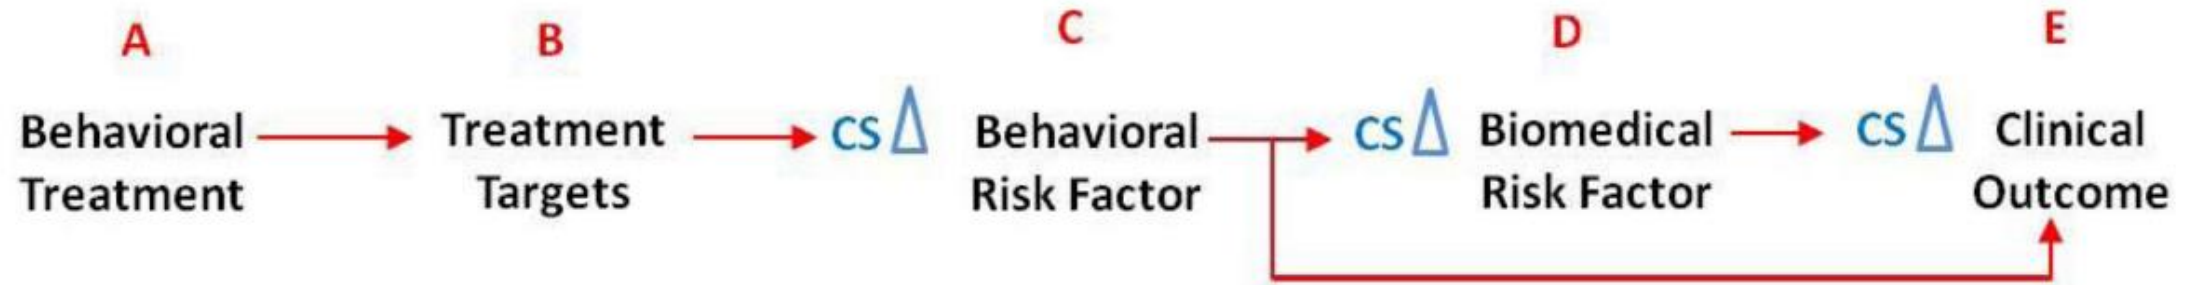 A B C D E
Behavioral Treatment CS Δ Behavioral CS Δ Biomedical CS Δ Clinical
Treatment Targets Risk Factor Risk Factor Outcome